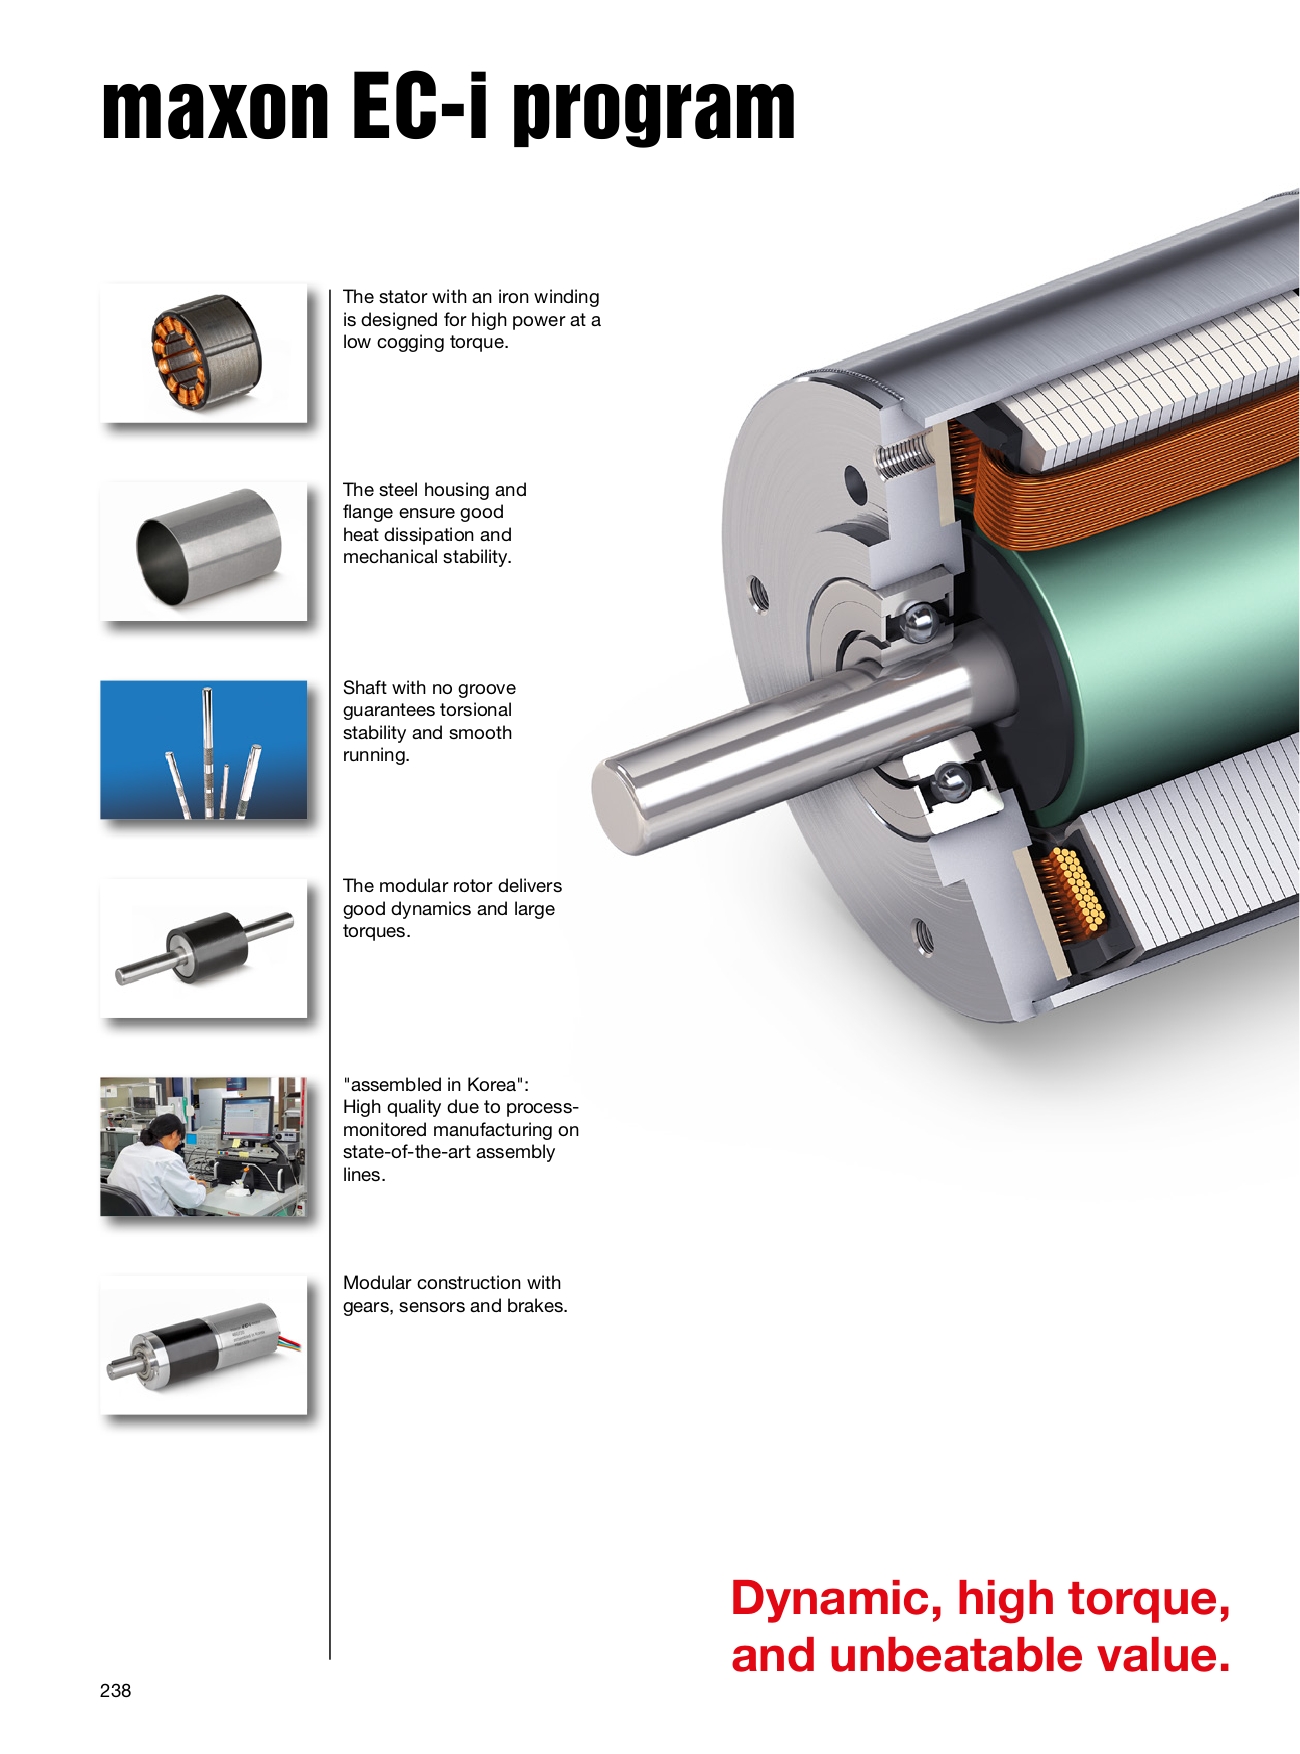 maxon EC-i program
The stator with an iron winding
is designed for high power at a
low cogging torque.
The steel housing and
flange ensure good
heat dissipation and
mechanical stability.
Shaft with no groove
guarantees torsional
stability and smooth
running.
The modular rotor delivers
good dynamics and large
torques.
"assembled in Korea":
High quality due to process-
monitored manufacturing on
state-of-the-art assembly
lines.
Modular construction with
gears, sensors and brakes.
Dynamic, high torque,
and unbeatable value.
238